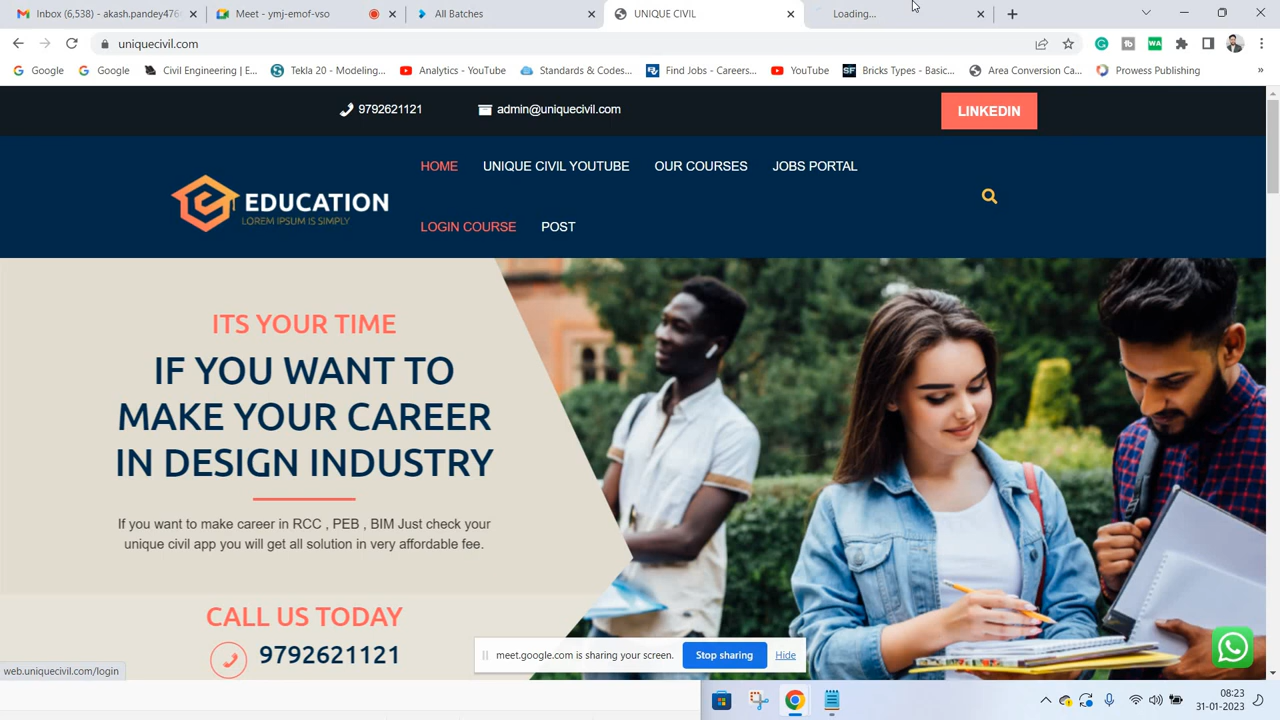 Inbox (6,538) - akash.pandey476
Meet - ymj-emof-vso
All Batches
UNIQUE CIVIL
Loading...
uniquecivil.com
Google
Google
Civil Engineering | E...
Tekla 20 - Modeling...
Analytics - YouTube
Standards & Codes...
Find Jobs - Careers...
YouTube
Bricks Types - Basic...
Area Conversion Ca...
Prowess Publishing
»
9792621121
admin@uniquecivil.com
LINKEDIN
HOME
UNIQUE CIVIL YOUTUBE
OUR COURSES
JOBS PORTAL
EDUCATION
LOREM IPSUM IS SIMPLY
LOGIN COURSE
POST
ITS YOUR TIME
IF YOU WANT TO
MAKE YOUR CAREER
IN DESIGN INDUSTRY
If you want to make career in RCC , PEB , BIM Just check your
unique civil app you will get all solution in very affordable fee.
CALL US TODAY
9792621121
meet.google.com is sharing your screen.
Stop sharing
Hide
web.uniquecivil.com/login
08:23
31-01-2023